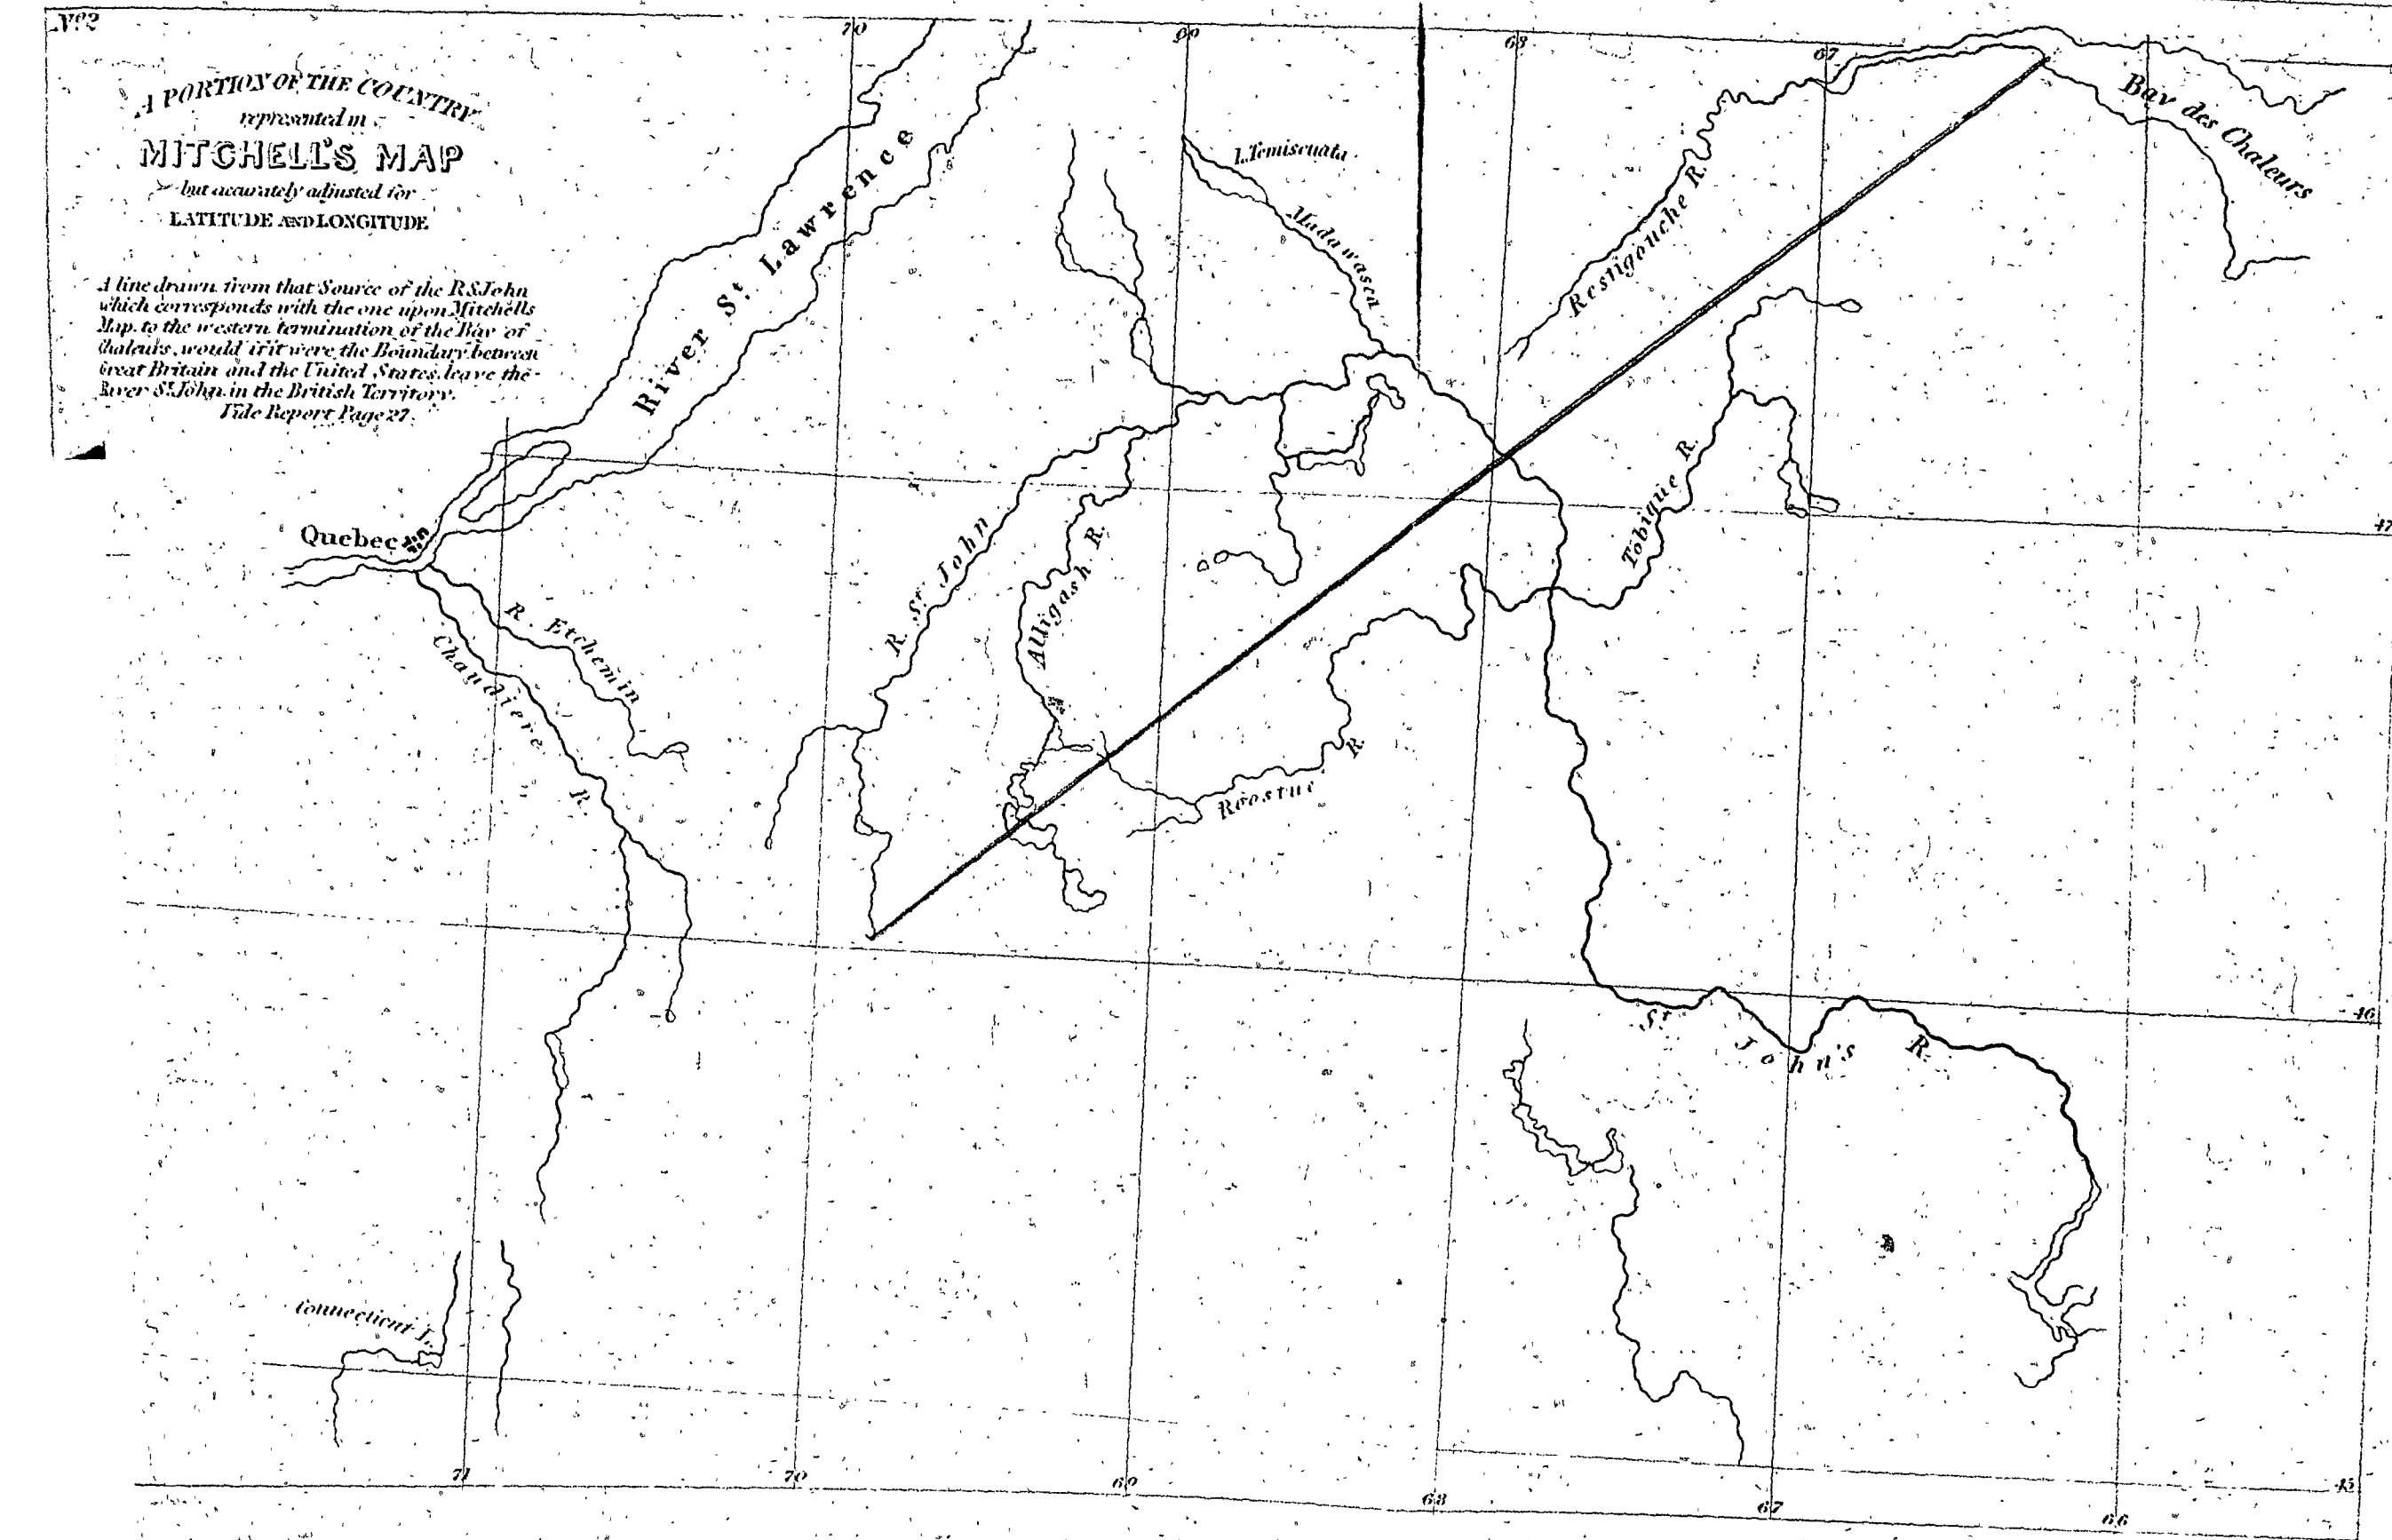 Nº 2
A PORTION OF THE COUNTRY
represented in
MITCHELL'S MAP
but accurately adjusted for
LATITUDE AND LONGITUDE.
A line drawn from that Source of the R St John
which corresponds with the one upon Mitchells
Map. to the western termination of the Bay of
Chaleurs, would if it were the Boundary between
Great Britain and the United States, leave the
River St John in the British Territory.
Vide Report Page 27.
70
69
68
67
Bay des Chaleurs
L. Temiscuata
Madawasca
Restigouche R.
River St. Lawrence
Quebec
R. St. John
Alligash R.
Tobique R.
47
R. Etchemin
Chaudiere R.
Roostuc R.
St. John's R.
46
Connecticut L.
45
71
70
69
68
67
66